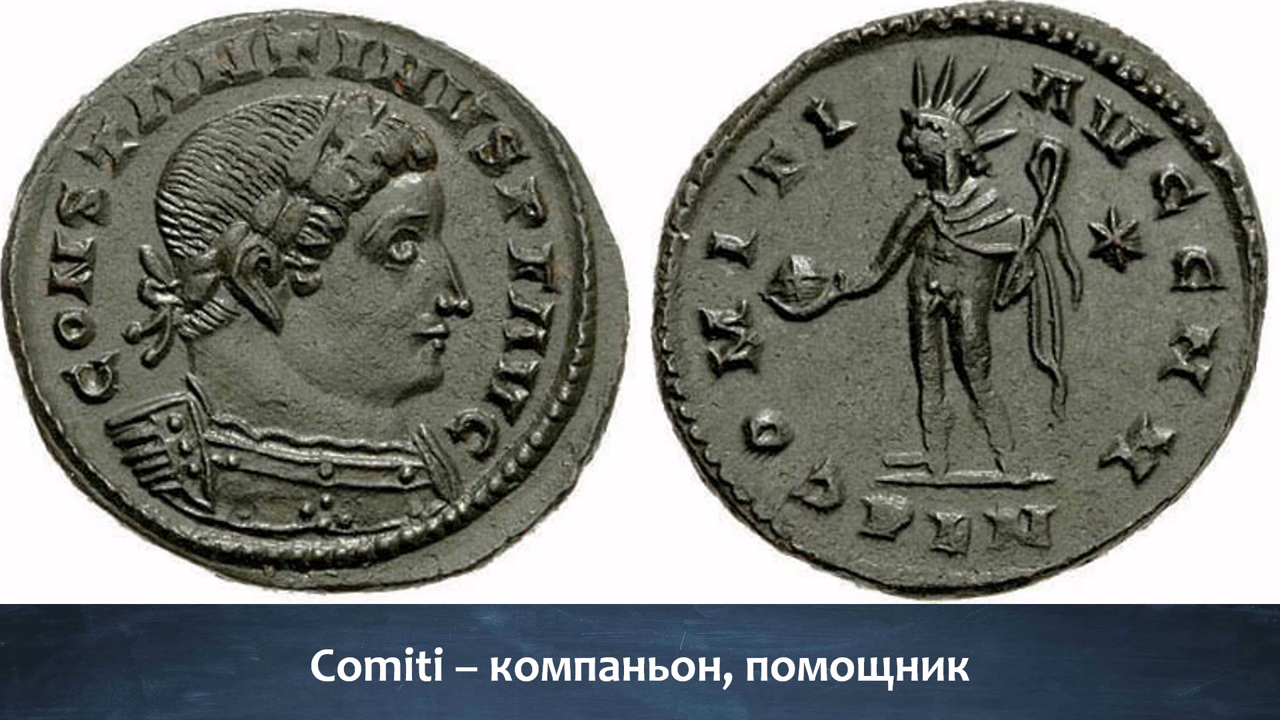 CONSTANTINVS P F AVG
COMITI AVGG NN
PLN
Comiti – компаньон, помощник